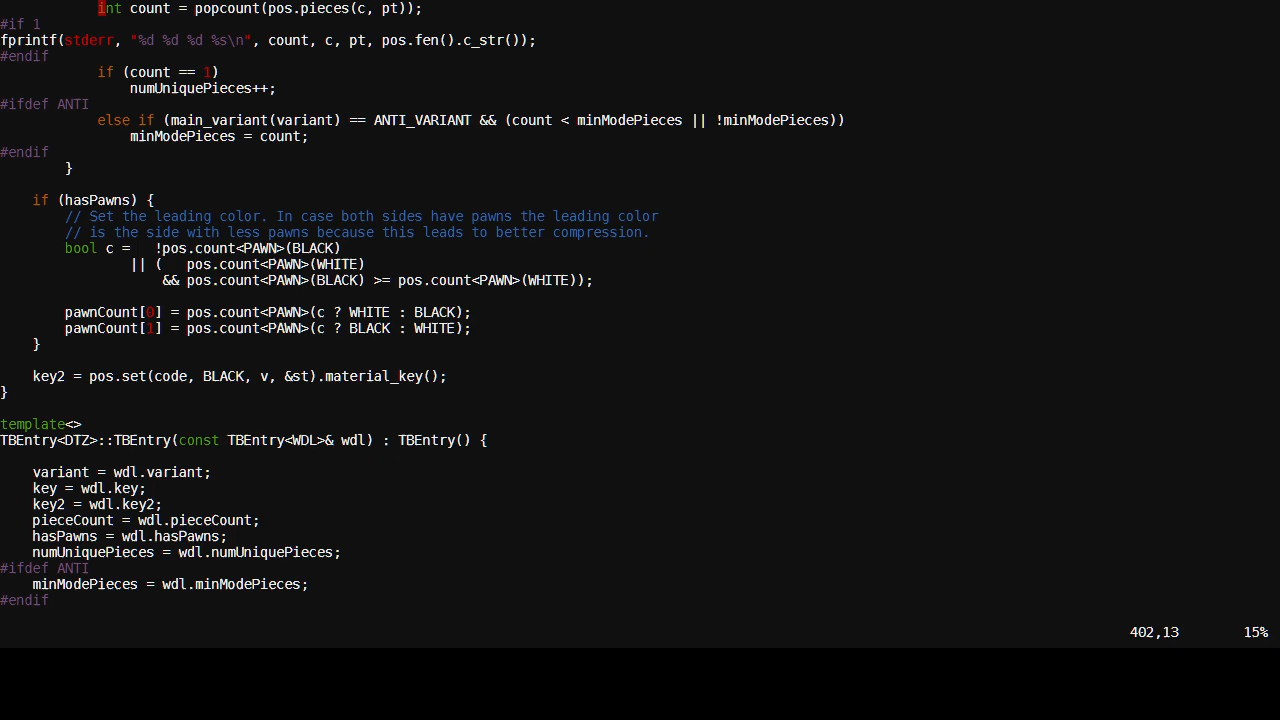 int count = popcount(pos.pieces(c, pt));
#if 1
fprintf(stderr, "%d %d %d %s\n", count, c, pt, pos.fen().c_str());
#endif
if (count == 1)
numUniquePieces++;
#ifdef ANTI
else if (main_variant(variant) == ANTI_VARIANT && (count < minModePieces || !minModePieces))
minModePieces = count;
#endif
}
if (hasPawns) {
// Set the leading color. In case both sides have pawns the leading color
// is the side with less pawns because this leads to better compression.
bool c =   !pos.count<PAWN>(BLACK)
|| (   pos.count<PAWN>(WHITE)
&& pos.count<PAWN>(BLACK) >= pos.count<PAWN>(WHITE));
pawnCount[0] = pos.count<PAWN>(c ? WHITE : BLACK);
pawnCount[1] = pos.count<PAWN>(c ? BLACK : WHITE);
}
key2 = pos.set(code, BLACK, v, &st).material_key();
}
template<>
TBEntry<DTZ>::TBEntry(const TBEntry<WDL>& wdl) : TBEntry() {
variant = wdl.variant;
key = wdl.key;
key2 = wdl.key2;
pieceCount = wdl.pieceCount;
hasPawns = wdl.hasPawns;
numUniquePieces = wdl.numUniquePieces;
#ifdef ANTI
minModePieces = wdl.minModePieces;
#endif
402,13 15%